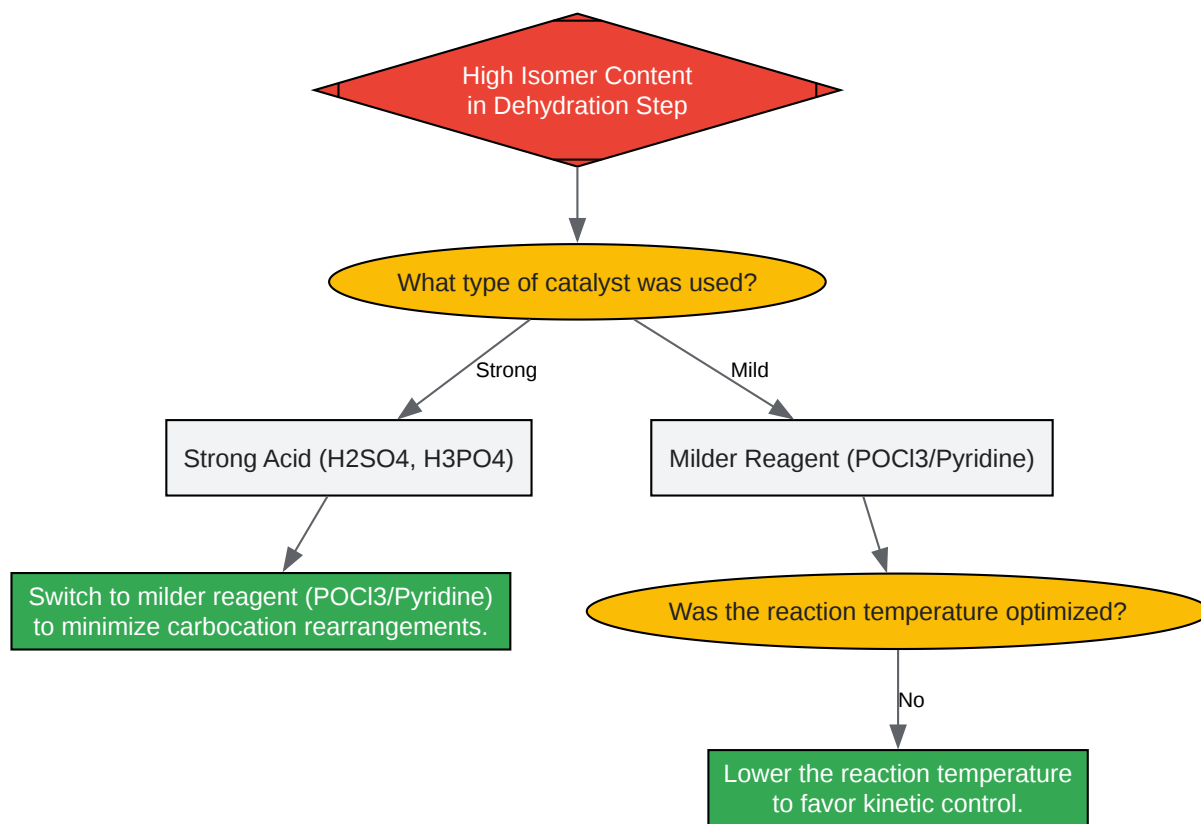 High Isomer Content
in Dehydration Step
What type of catalyst was used?
Strong
Mild
Strong Acid (H2SO4, H3PO4)
Milder Reagent (POCl3/Pyridine)
Switch to milder reagent (POCl3/Pyridine)
to minimize carbocation rearrangements.
Was the reaction temperature optimized?
No
Lower the reaction temperature
to favor kinetic control.